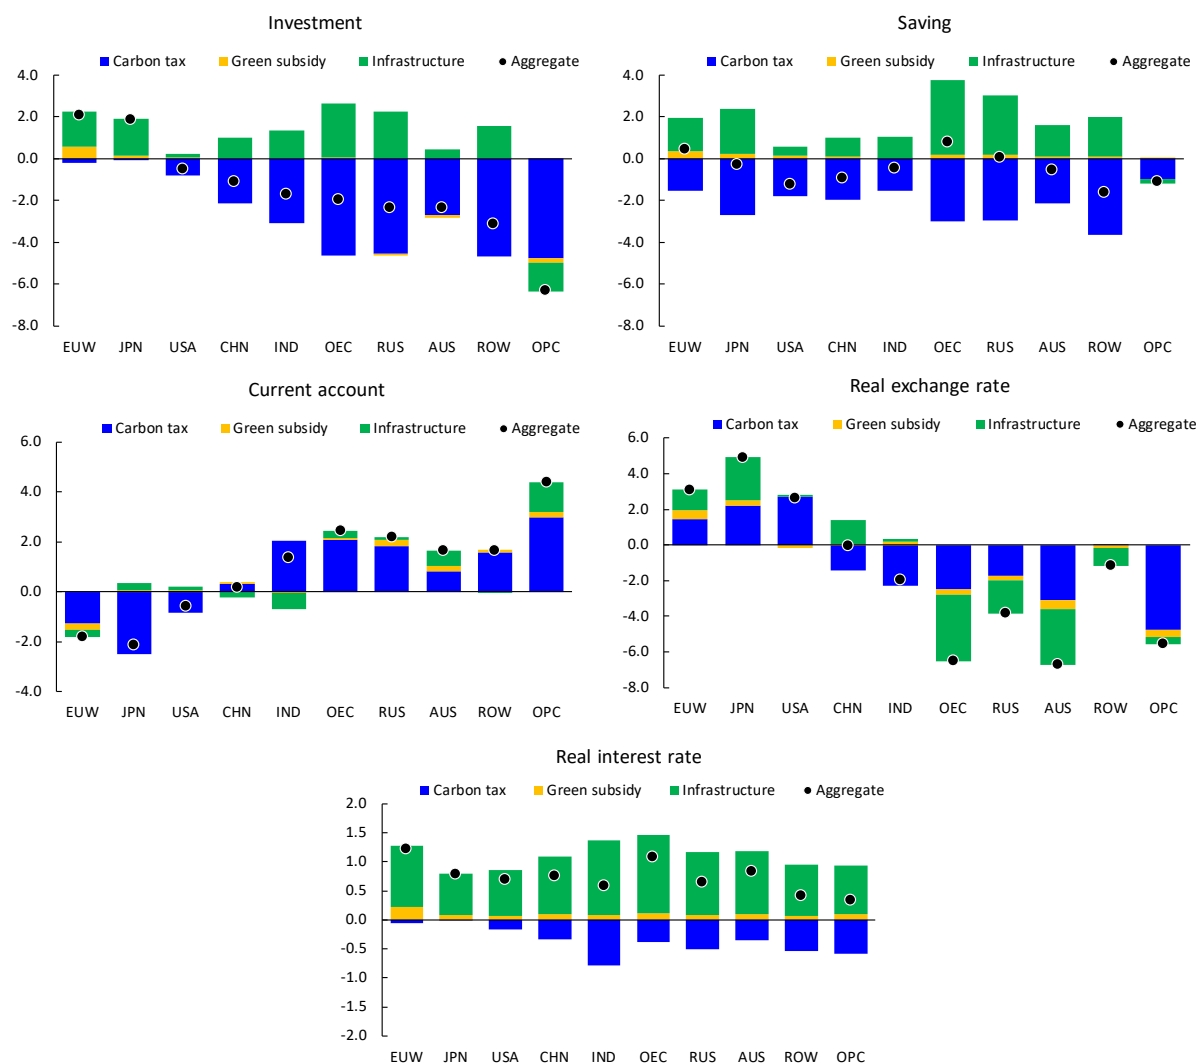 Investment
Carbon tax Green subsidy Infrastructure Aggregate
4.0
2.0
0.0
-2.0
-4.0
-6.0
-8.0
EUW JPN USA CHN IND OEC RUS AUS ROW OPC
Saving
Carbon tax Green subsidy Infrastructure Aggregate
4.0
2.0
0.0
-2.0
-4.0
-6.0
-8.0
EUW JPN USA CHN IND OEC RUS AUS ROW OPC
Current account
Carbon tax Green subsidy Infrastructure Aggregate
6.0
4.0
2.0
0.0
-2.0
-4.0
EUW JPN USA CHN IND OEC RUS AUS ROW OPC
Real exchange rate
Carbon tax Green subsidy Infrastructure Aggregate
6.0
4.0
2.0
0.0
-2.0
-4.0
-6.0
-8.0
EUW JPN USA CHN IND OEC RUS AUS ROW OPC
Real interest rate
Carbon tax Green subsidy Infrastructure Aggregate
2.0
1.5
1.0
0.5
0.0
-0.5
-1.0
-1.5
-2.0
EUW JPN USA CHN IND OEC RUS AUS ROW OPC